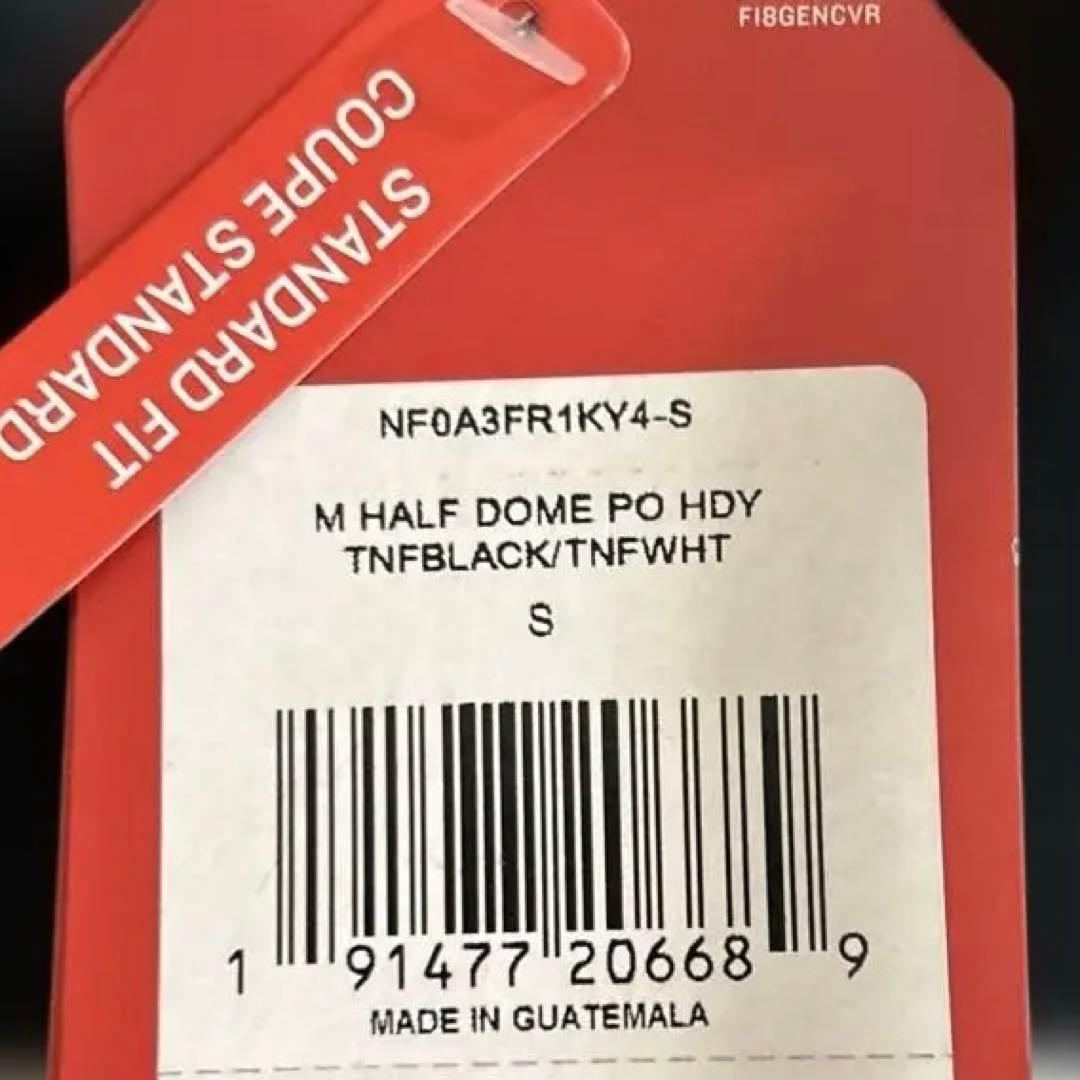 FI8GENCVR
STANDARD FIT
COUPE STANDARD
NF0A3FR1KY4-S
M HALF DOME PO HDY
TNFBLACK/TNFWHT
S
1 91477 20668 9
MADE IN GUATEMALA